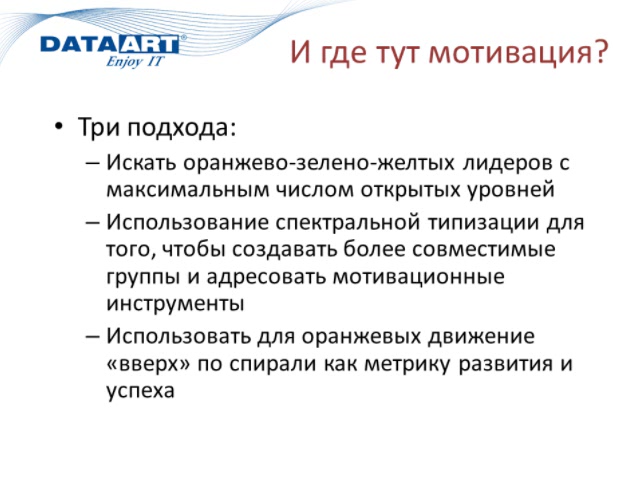 DATAART®
Enjoy IT
И где тут мотивация?
• Три подхода:
– Искать оранжево-зелено-желтых лидеров с
максимальным числом открытых уровней
– Использование спектральной типизации для
того, чтобы создавать более совместимые
группы и адресовать мотивационные
инструменты
– Использовать для оранжевых движение
«вверх» по спирали как метрику развития и
успеха